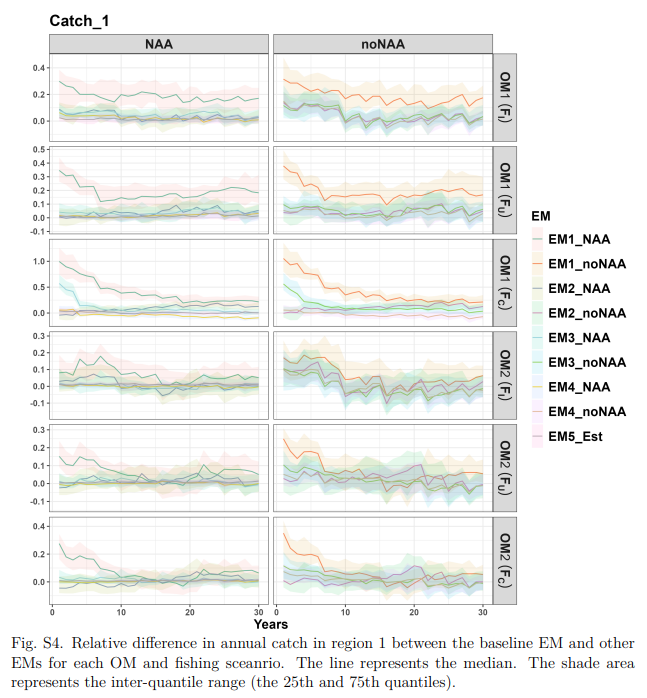 Catch_1
NAA
noNAA
0.4
0.2
0.0
OM1 (FI)
0.5
0.4
0.3
0.2
0.1
0.0
-0.1
OM1 (FU)
1.0
0.5
0.0
OM1 (FC)
0.3
0.2
0.1
0.0
-0.1
OM2 (FI)
0.3
0.2
0.1
0.0
-0.1
OM2 (FU)
0.4
0.2
0.0
OM2 (FC)
0 10 20 30 0 10 20 30
Years
EM
EM1_NAA
EM1_noNAA
EM2_NAA
EM2_noNAA
EM3_NAA
EM3_noNAA
EM4_NAA
EM4_noNAA
EM5_Est
Fig. S4. Relative difference in annual catch in region 1 between the baseline EM and other
EMs for each OM and fishing sceanrio. The line represents the median. The shade area
represents the inter-quantile range (the 25th and 75th quantiles).